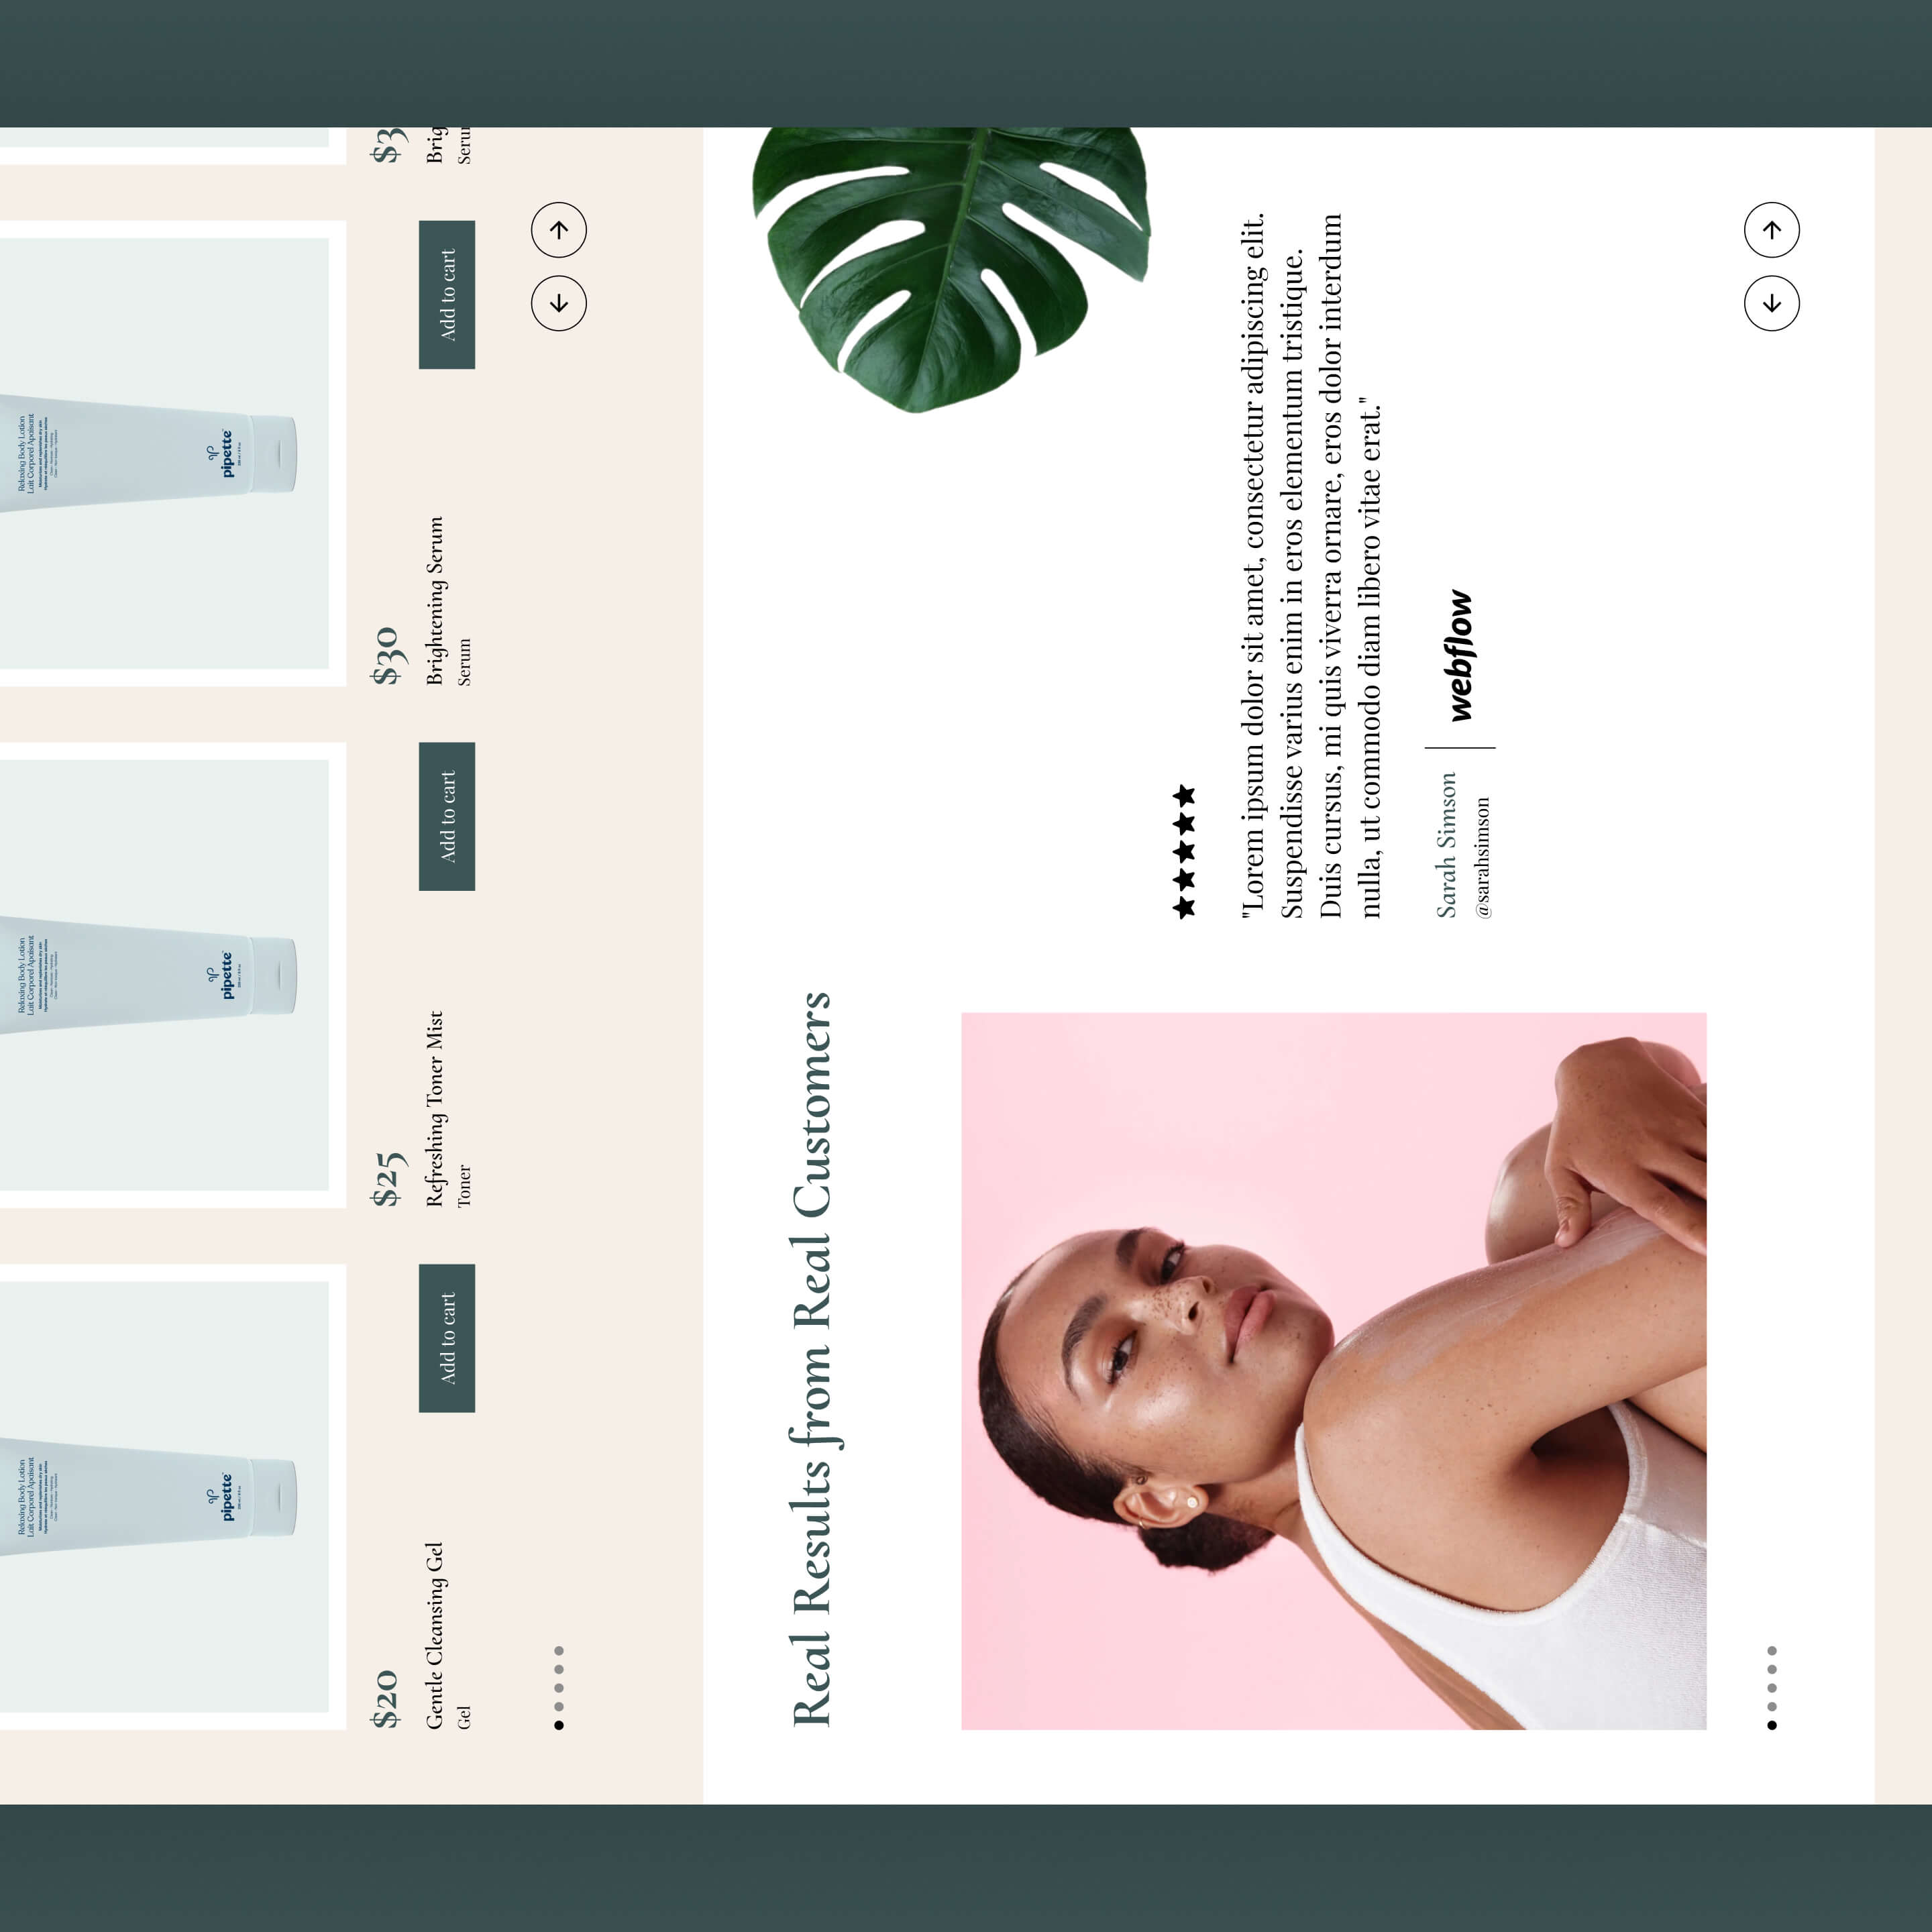 Relaxing Body Lotion
Lait Corporel Apaisant
pipette
$20
Gentle Cleansing Gel
Gel
Add to cart
Relaxing Body Lotion
Lait Corporel Apaisant
pipette
$25
Refreshing Toner Mist
Toner
Add to cart
Relaxing Body Lotion
Lait Corporel Apaisant
pipette
$30
Brightening Serum
Serum
Add to cart
$3
Brig
Seru
Real Results from Real Customers
"Lorem ipsum dolor sit amet, consectetur adipiscing elit.
Suspendisse varius enim in eros elementum tristique.
Duis cursus, mi quis viverra ornare, eros dolor interdum
nulla, ut commodo diam libero vitae erat."
Sarah Simson
@sarahsimson
webflow